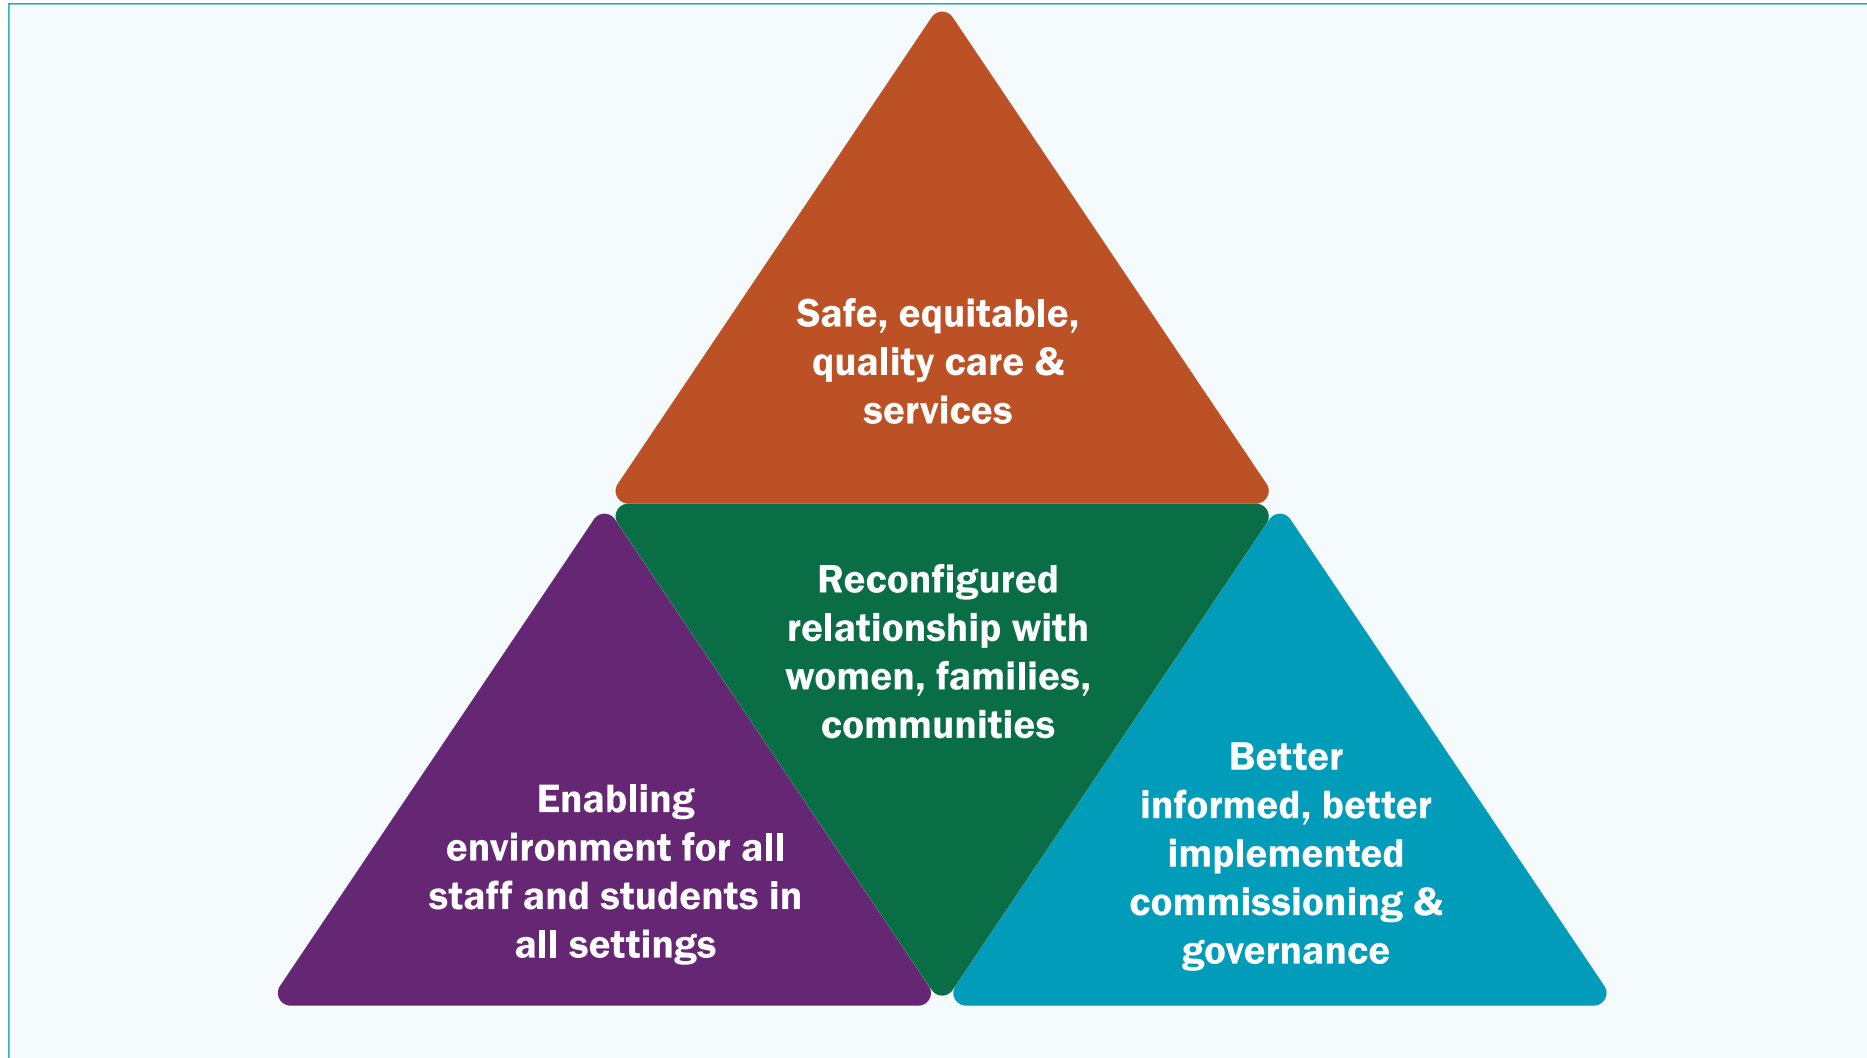 Safe, equitable,
quality care &
services
Reconfigured
relationship with
women, families,
communities
Enabling
environment for all
staff and students in
all settings
Better
informed, better
implemented
commissioning &
governance